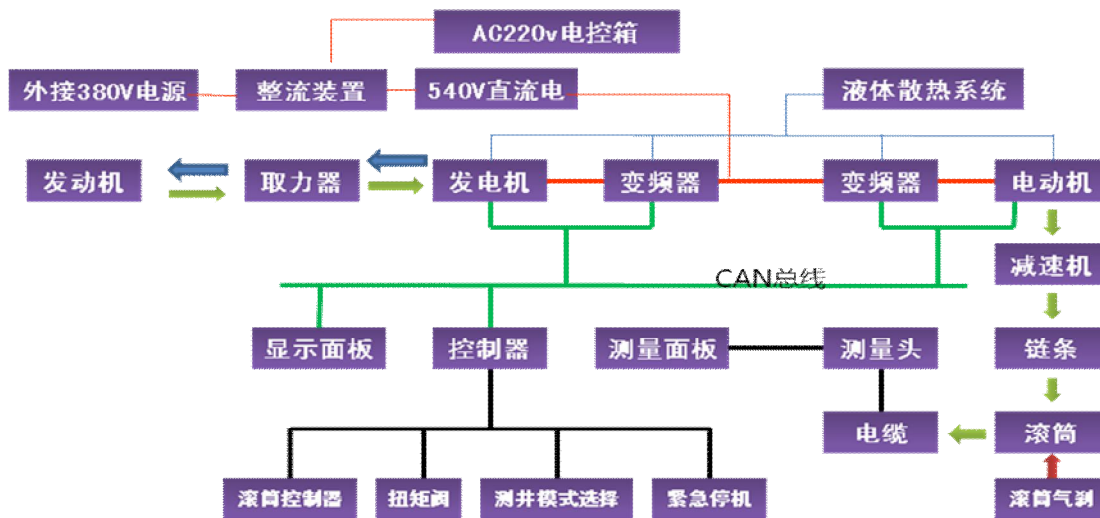 AC220v电控箱
外接380V电源
整流装置
540V直流电
液体散热系统
发动机
取力器
发电机
变频器
变频器
电动机
减速机
CAN总线
显示面板
控制器
测量面板
测量头
链条
电缆
滚筒
滚筒控制器
扭矩阀
测井模式选择
紧急停机
滚筒气刹